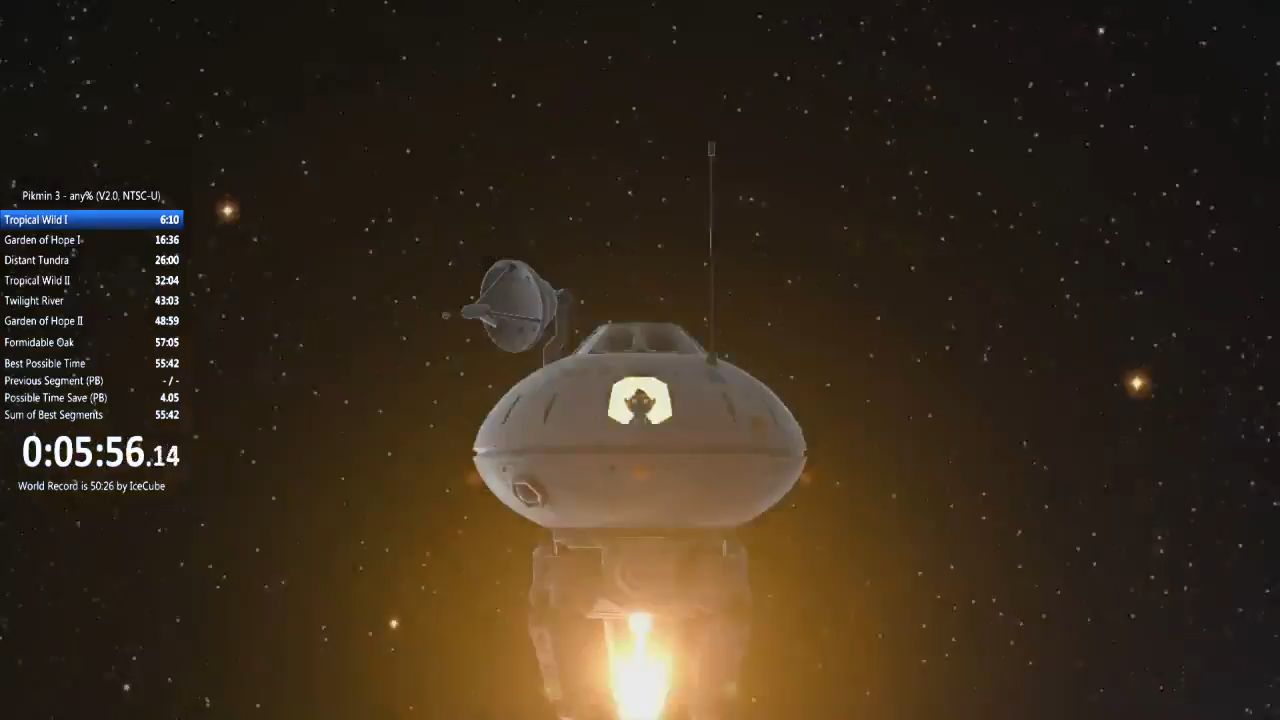 Pikmin 3 - any% (V2.0, NTSC-U)
Tropical Wild I 6:10
Garden of Hope I 16:36
Distant Tundra 26:00
Tropical Wild II 32:04
Twilight River 43:03
Garden of Hope II 48:59
Formidable Oak 57:05
Best Possible Time 55:42
Previous Segment (PB) - / -
Possible Time Save (PB) 4.05
Sum of Best Segments 55:42
0:05:56.14
World Record is 50:26 by IceCube